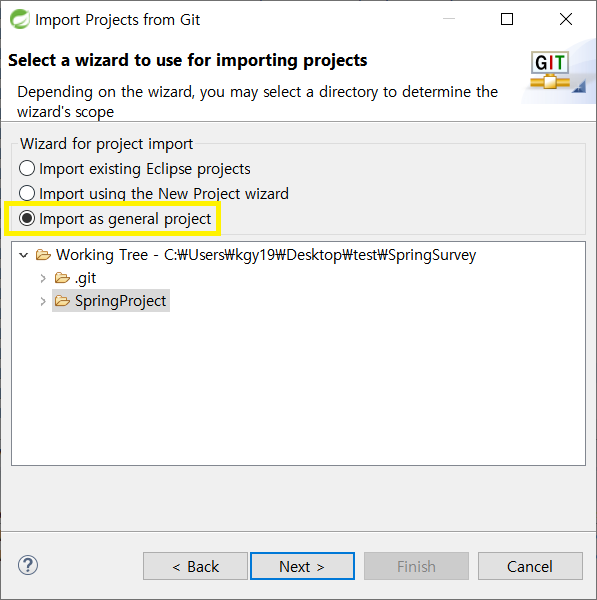 Import Projects from Git
Select a wizard to use for importing projects
GIT
Depending on the wizard, you may select a directory to determine the
wizard's scope
Wizard for project import
Import existing Eclipse projects
Import using the New Project wizard
Import as general project
Working Tree - C:₩Users₩kgy19₩Desktop₩test₩SpringSurvey
.git
SpringProject
?
< Back
Next >
Finish
Cancel